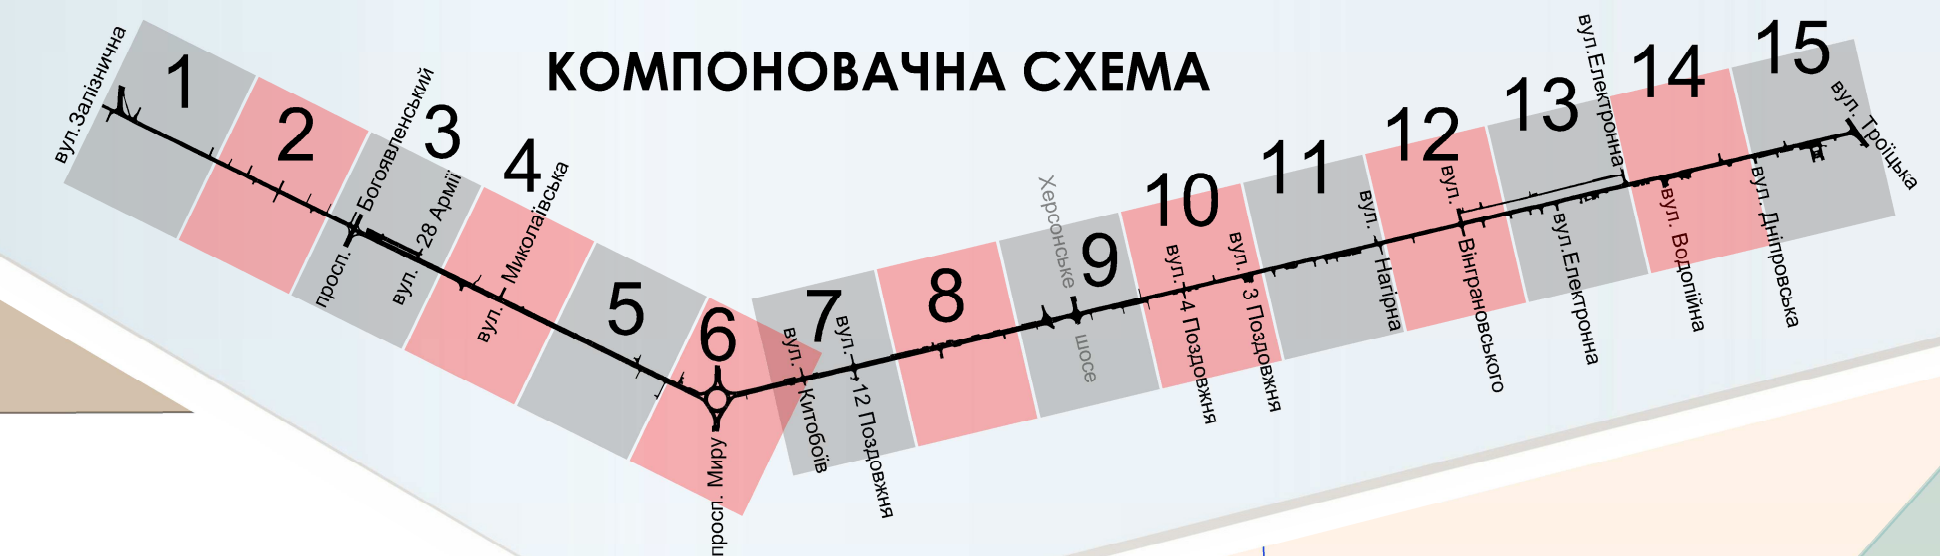 КОМПОНОВАЧНА СХЕМА
вул.Залізнична
1
2
просп. Богоявленський
3
вул. 28 Армії
4
вул. Миколаївська
5
6
просп. Миру
7
вул. Китобоїв
вул. 12 Поздовжня
8
Херсонське шосе
9
10
вул. 4 Поздовжня
вул. 3 Поздовжня
11
вул. Нагірна
12
вул. Вінграновського
13
вул.Електронна
вул.Електронна
14
вул. Водопійна
15
вул. Дніпровська
вул. Троїцька